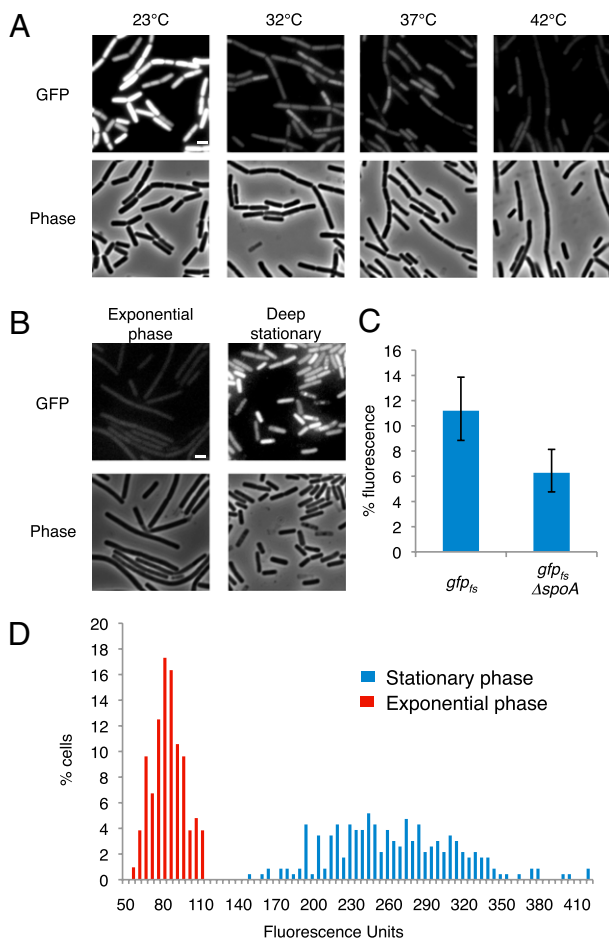 A
23°C 32°C 37°C 42°C
GFP
Phase
B
Exponential phase
Deep stationary
GFP
Phase
C
16
14
12
10
8
6
4
2
0
% fluorescence
gfpfs
gfpfs
ΔspoA
D
20
18
16
14
12
10
8
6
4
2
0
% cells
Stationary phase
Exponential phase
50 80 110 140 170 200 230 260 290 320 350 380 410
Fluorescence Units